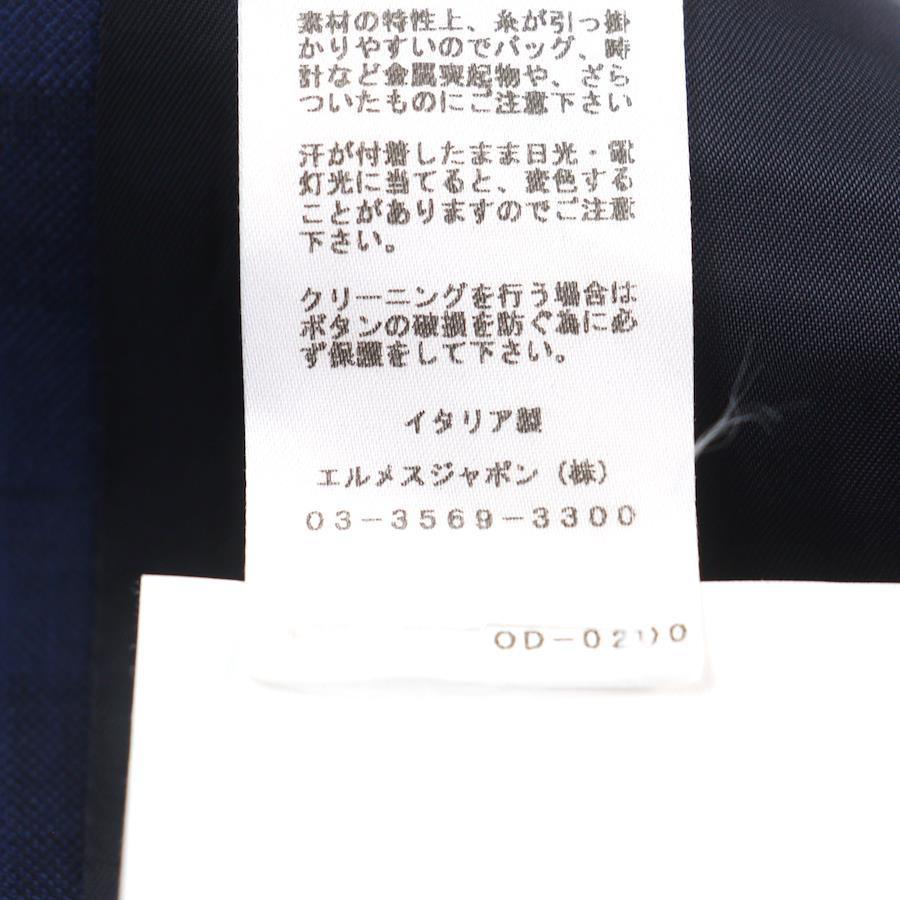 素材の特性上、糸が引っ掛
かりやすいのでバッグ、時
計など金属突起物や、ざら
ついたものにご注意下さい
汗が付着したまま日光・電
灯光に当てると、変色する
ことがありますのでご注意
下さい。
クリーニングを行う場合は
ボタンの破損を防ぐ為に必
ず保護をして下さい。
イタリア製
エルメスジャポン（株）
０３－３５６９－３３００